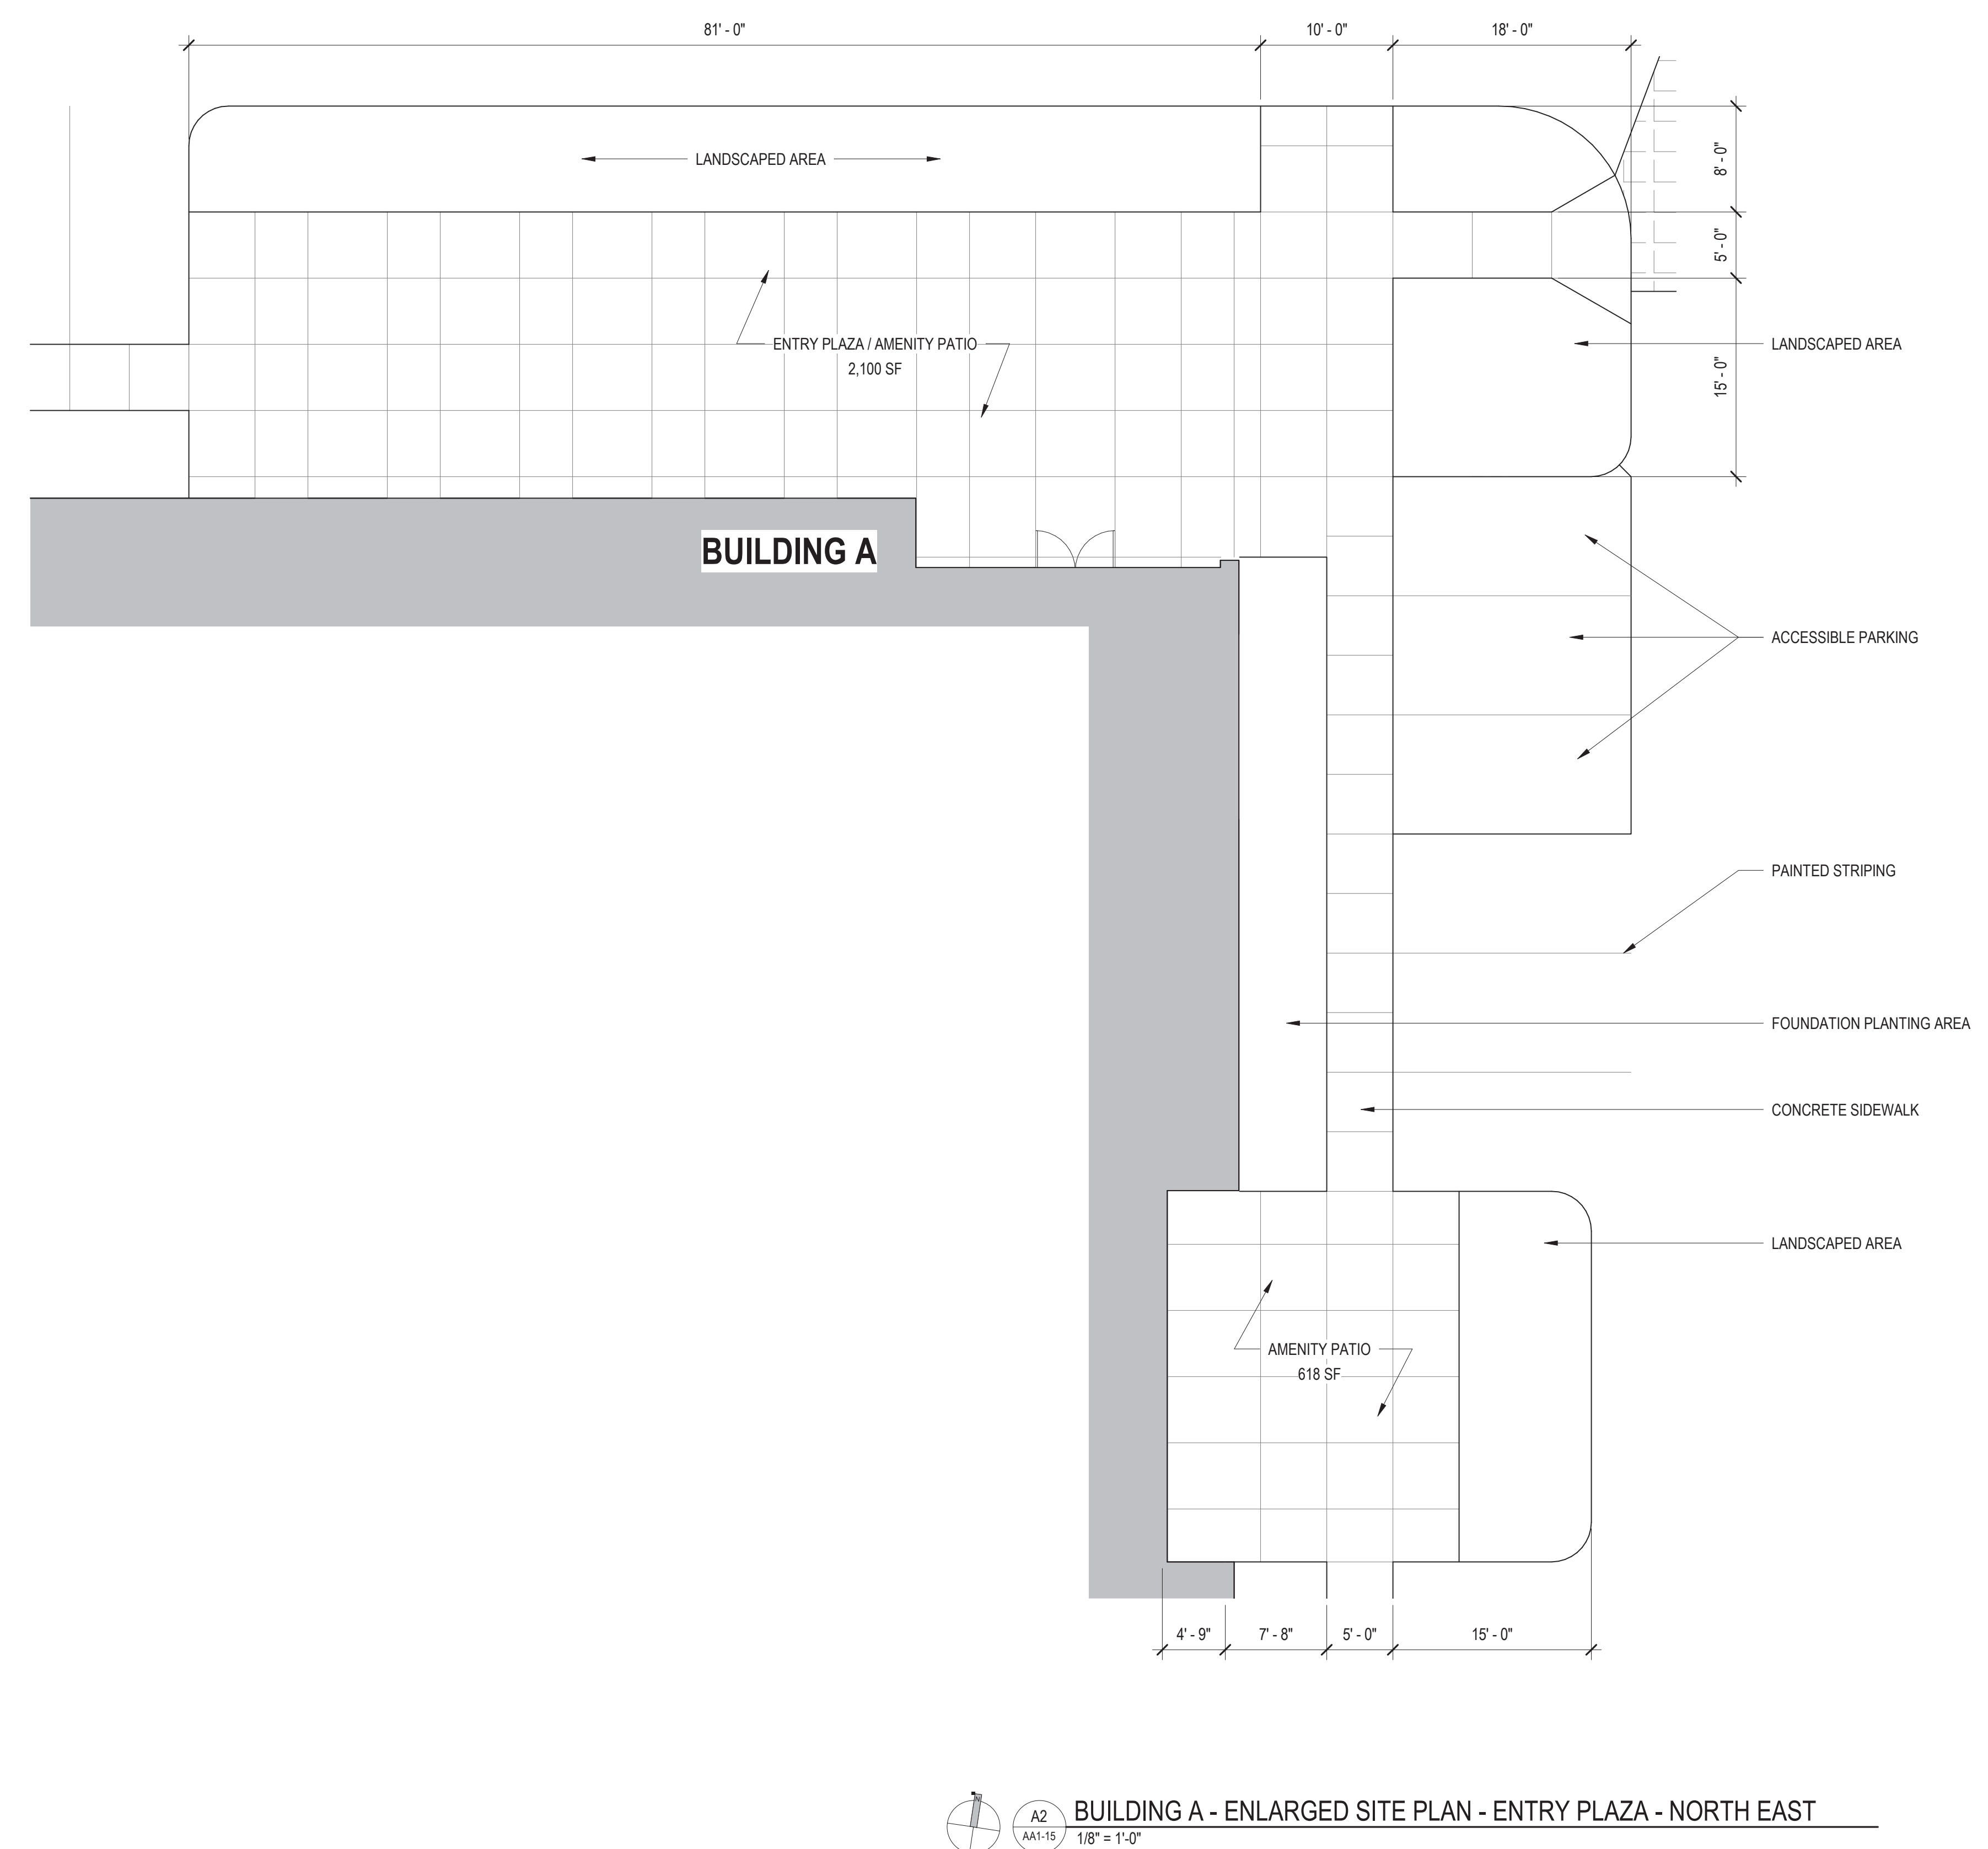 81' - 0"
10' - 0"
18' - 0"
8' - 0"
LANDSCAPED AREA
5' - 0"
ENTRY PLAZA / AMENITY PATIO
2,100 SF
LANDSCAPED AREA
15' - 0"
BUILDING A
ACCESSIBLE PARKING
PAINTED STRIPING
FOUNDATION PLANTING AREA
CONCRETE SIDEWALK
LANDSCAPED AREA
AMENITY PATIO
618 SF
4' - 9"
7' - 8"
5' - 0"
15' - 0"
N
A2
AA1-15
BUILDING A - ENLARGED SITE PLAN - ENTRY PLAZA - NORTH EAST
1/8" = 1'-0"